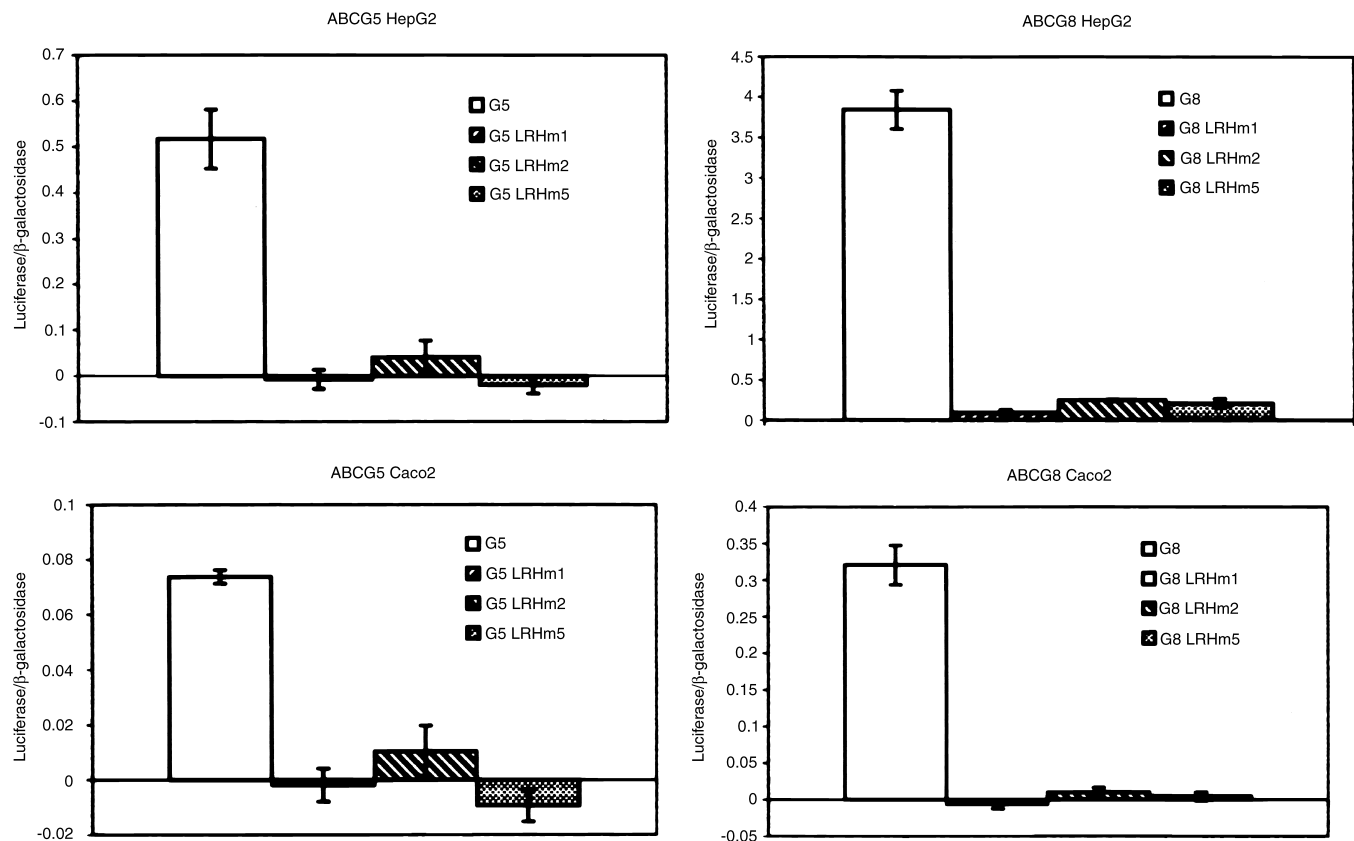 ABCG5 HepG2
Luciferase/β-galactosidase
0.7
0.6
0.5
0.4
0.3
0.2
0.1
0
-0.1
G5
G5 LRHm1
G5 LRHm2
G5 LRHm5
ABCG8 HepG2
Luciferase/β-galactosidase
4.5
4
3.5
3
2.5
2
1.5
1
0.5
0
G8
G8 LRHm1
G8 LRHm2
G8 LRHm5
ABCG5 Caco2
Luciferase/β-galactosidase
0.1
0.08
0.06
0.04
0.02
0
-0.02
G5
G5 LRHm1
G5 LRHm2
G5 LRHm5
ABCG8 Caco2
Luciferase/β-galactosidase
0.4
0.35
0.3
0.25
0.2
0.15
0.1
0.05
0
-0.05
G8
G8 LRHm1
G8 LRHm2
G8 LRHm5